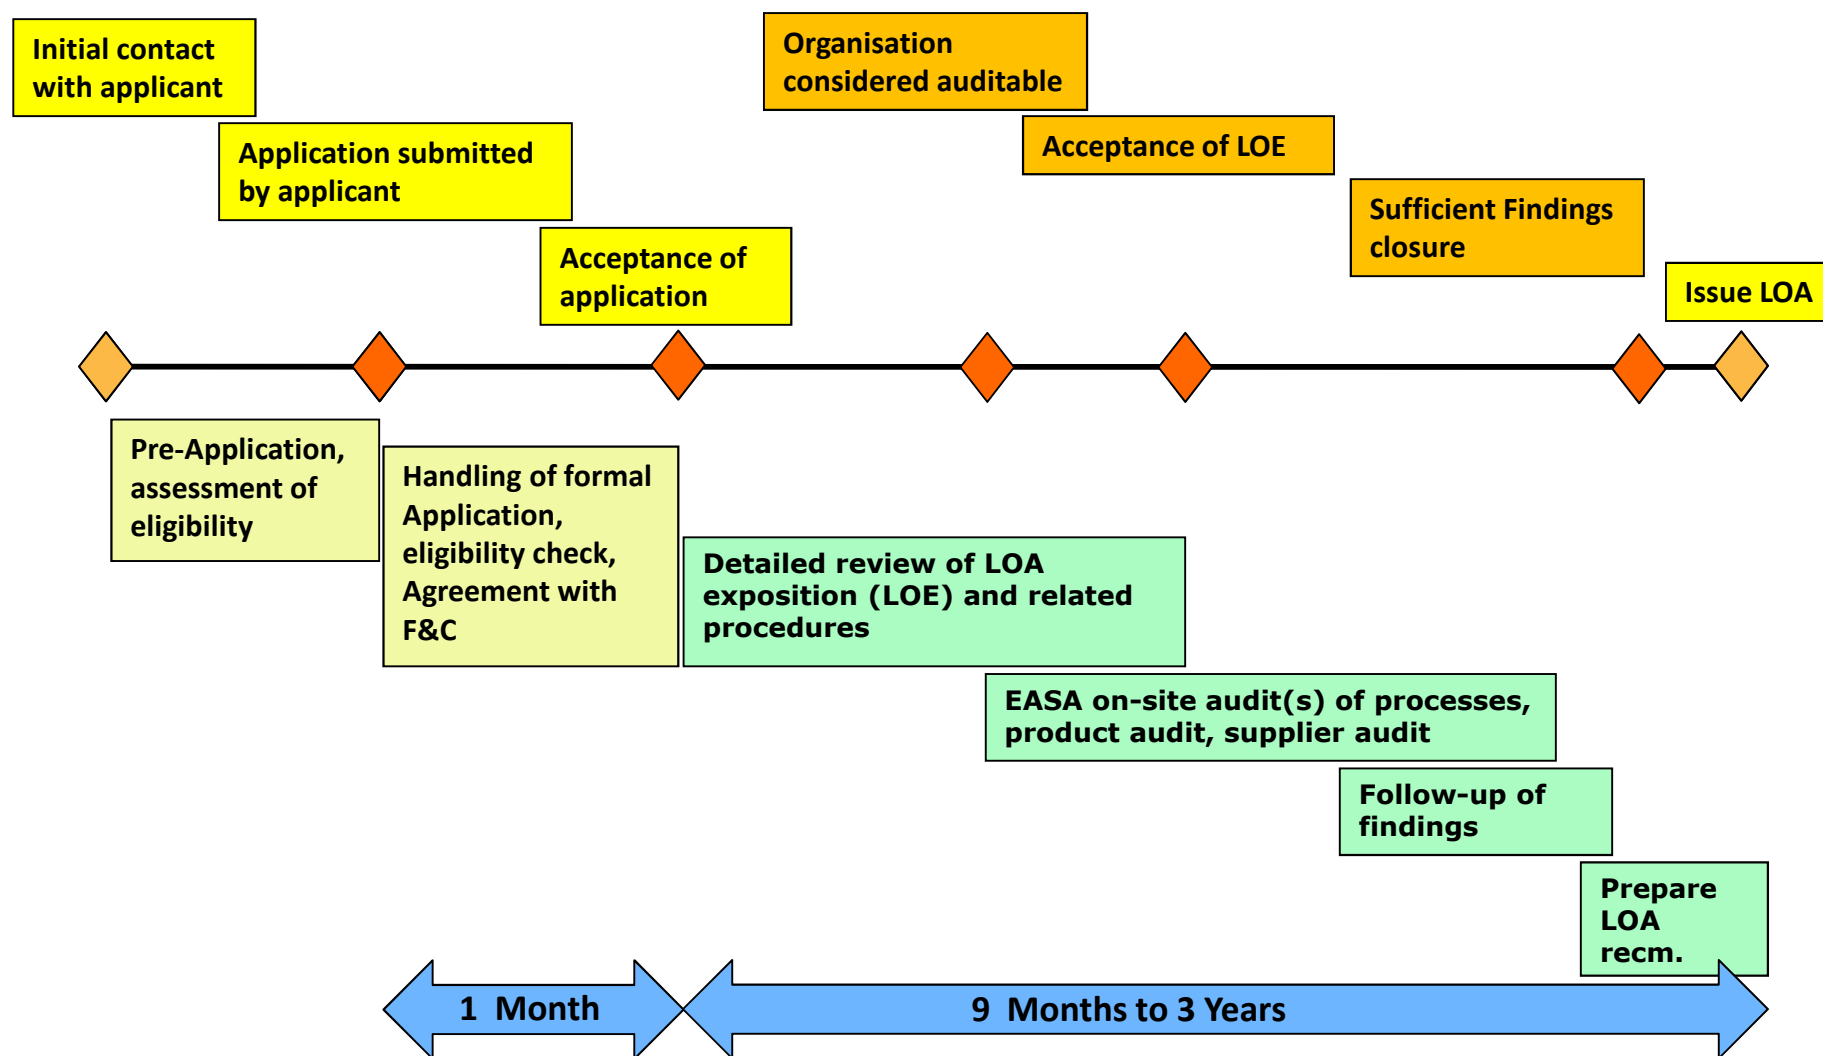 Initial contact
with applicant
Application submitted
by applicant
Acceptance of
application
Organisation
considered auditable
Acceptance of LOE
Sufficient Findings
closure
Issue LOA
Pre-Application,
assessment of
eligibility
Handling of formal
Application,
eligibility check,
Agreement with
F&C
Detailed review of LOA
exposition (LOE) and related
procedures
EASA on-site audit(s) of processes,
product audit, supplier audit
Follow-up of
findings
Prepare
LOA
recm.
1 Month
9 Months to 3 Years